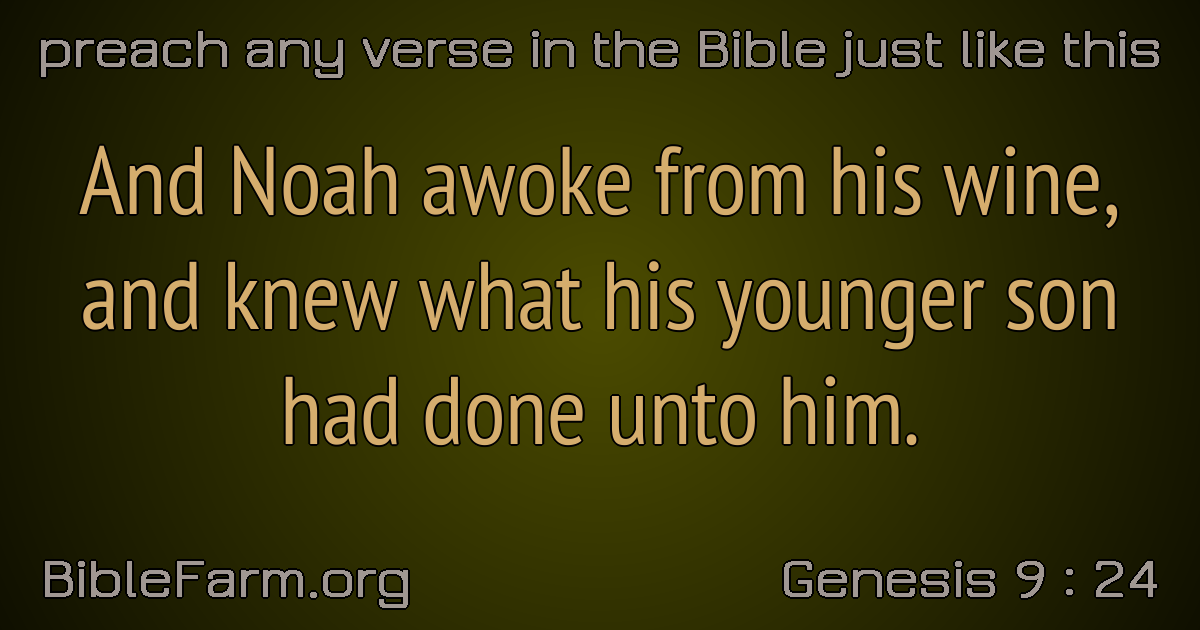 preach any verse in the Bible just like this
And Noah awoke from his wine,
and knew what his younger son
had done unto him.
BibleFarm.org
Genesis 9 : 24